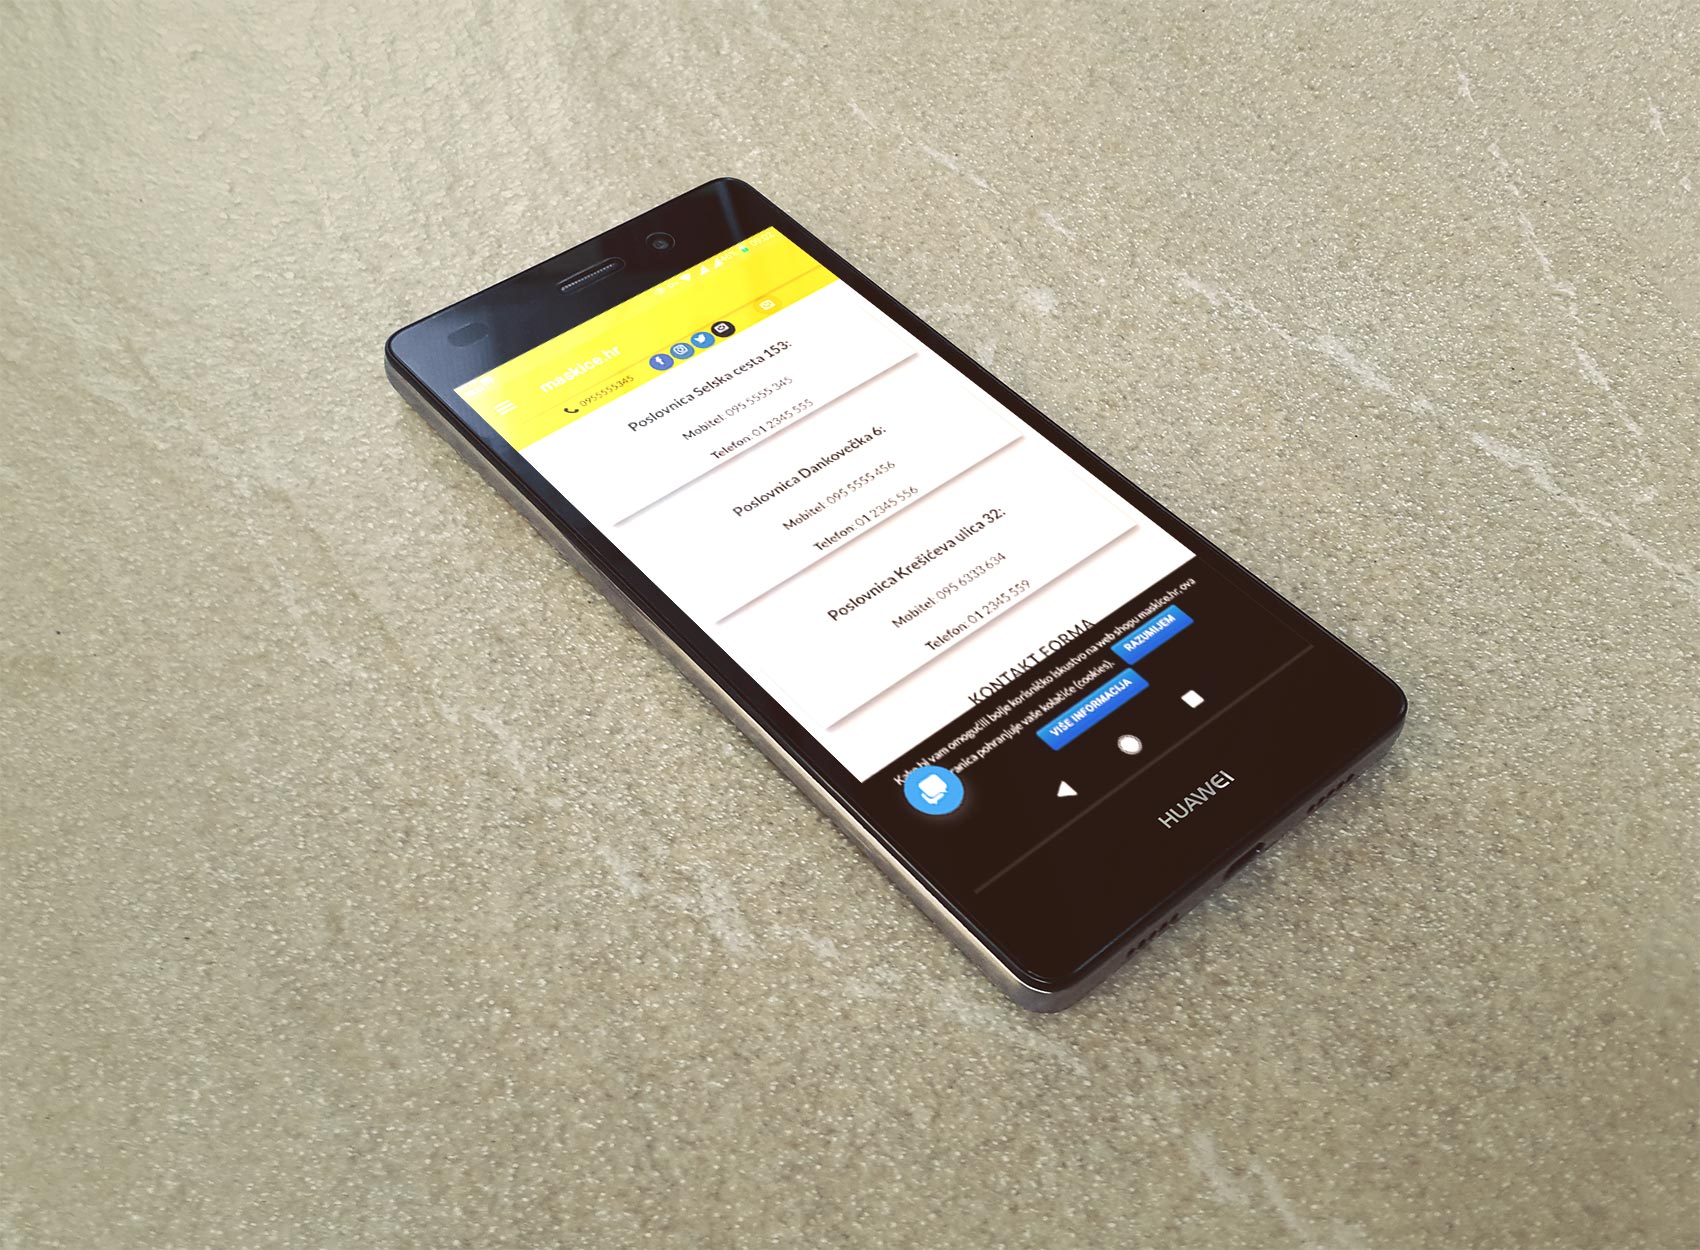 maskice.hr
0955555345
Poslovnica Selska cesta 153:
Mobitel: 095 5555 345
Telefon: 01 2345 555
Poslovnica Dankovečka 6:
Mobitel: 095 5555 456
Telefon: 01 2345 556
Poslovnica Krešićeva ulica 32:
Mobitel: 095 6333 634
Telefon: 01 2345 559
KONTAKT FORMA
Kako bi vam omogućili bolje korisničko iskustvo na web shopu maskice.hr, ova
pohranjuje vaše kolačiće (cookies).
RAZUMIJEM
VIŠE INFORMACIJA
HUAWEI